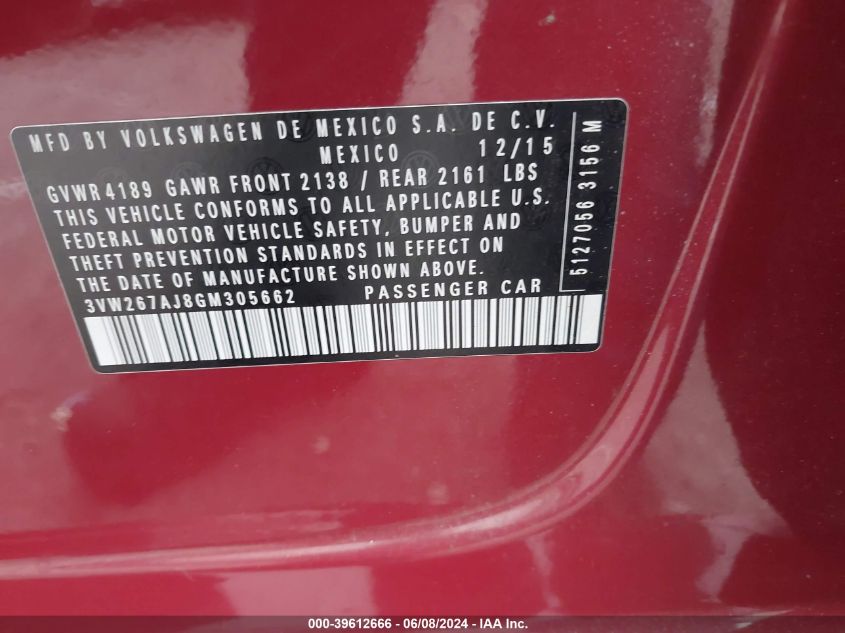 MFD BY VOLKSWAGEN DE MEXICO S.A. DE C.V.
MEXICO 12/15
GVWR 4189 GAWR FRONT 2138 / REAR 2161 LBS
THIS VEHICLE CONFORMS TO ALL APPLICABLE U.S.
FEDERAL MOTOR VEHICLE SAFETY, BUMPER AND
THEFT PREVENTION STANDARDS IN EFFECT ON
THE DATE OF MANUFACTURE SHOWN ABOVE.
3VW267AJ8GM305662 PASSENGER CAR
5127056 3156 M
000-39612666 - 06/08/2024 - IAA Inc.